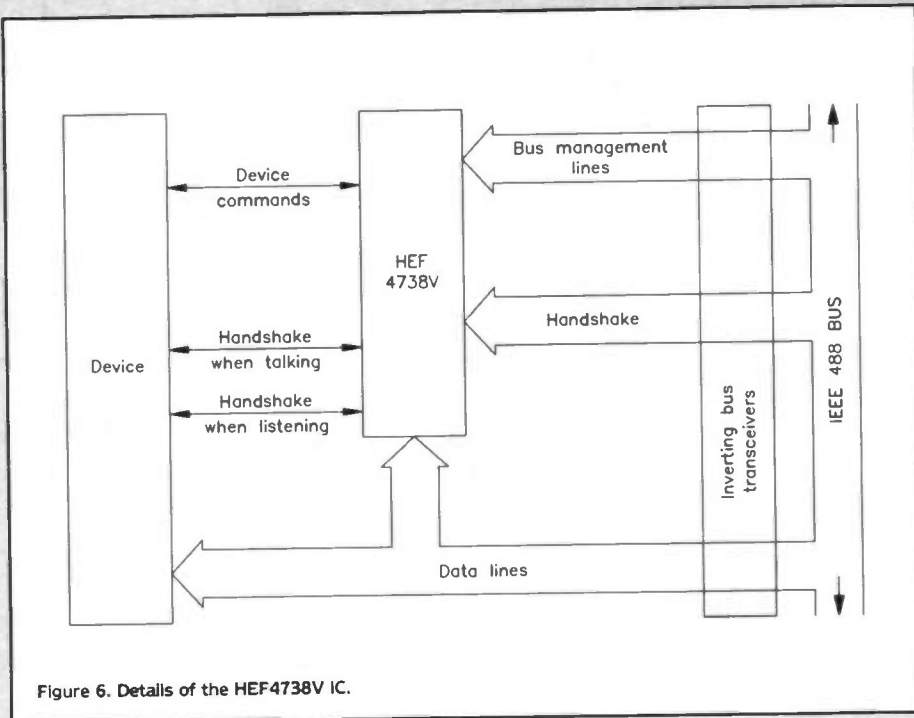 Bus management
lines
Device
commands
HEF
4738V
Handshake
Handshake
when talking
Device
Handshake
when listening
Inverting bus
transceivers
IEEE 488 BUS
Data lines
Figure 6. Details of the HEF4738V IC.